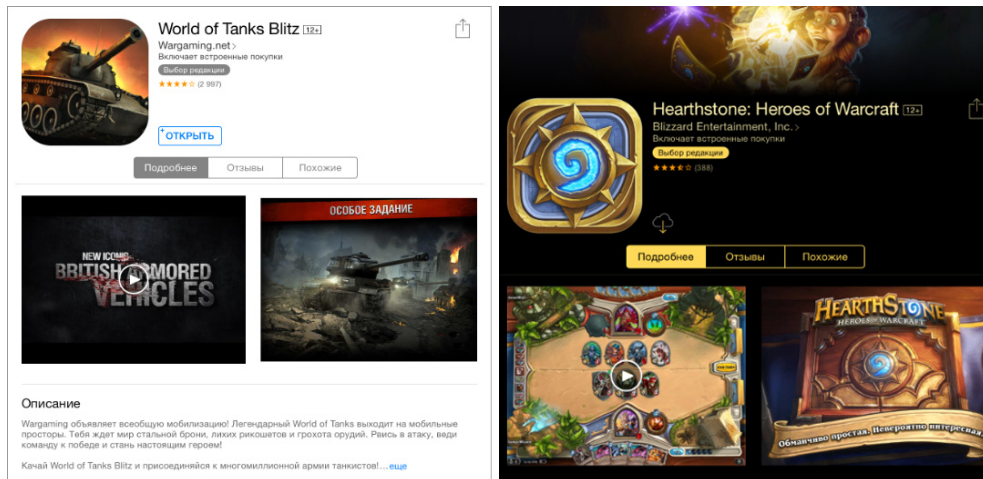 World of Tanks Blitz 12+
Wargaming.net >
Включает встроенные покупки
Выбор редакции
★★★★☆ (2 997)
+ОТКРЫТЬ
Подробнее Отзывы Похожие
NEW ICONIC
BRITISH ARMORED
VEHICLES
ОСОБОЕ ЗАДАНИЕ
Описание
Wargaming объявляет всеобщую мобилизацию! Легендарный World of Tanks выходит на мобильные
просторы. Тебя ждет мир стальной брони, лихих рикошетов и грохота орудий. Рвись в атаку, веди
команду к победе и стань настоящим героем!
Качай World of Tanks Blitz и присоединяйся к многомиллионной армии танкистов!... еще
Hearthstone: Heroes of Warcraft 12+
Blizzard Entertainment, Inc. >
Включает встроенные покупки
Выбор редакции
(388)
Подробнее Отзывы Похожие
HEARTHSTONE
HEROES OF WARCRAFT
Обманчиво простая. Невероятно интересная.